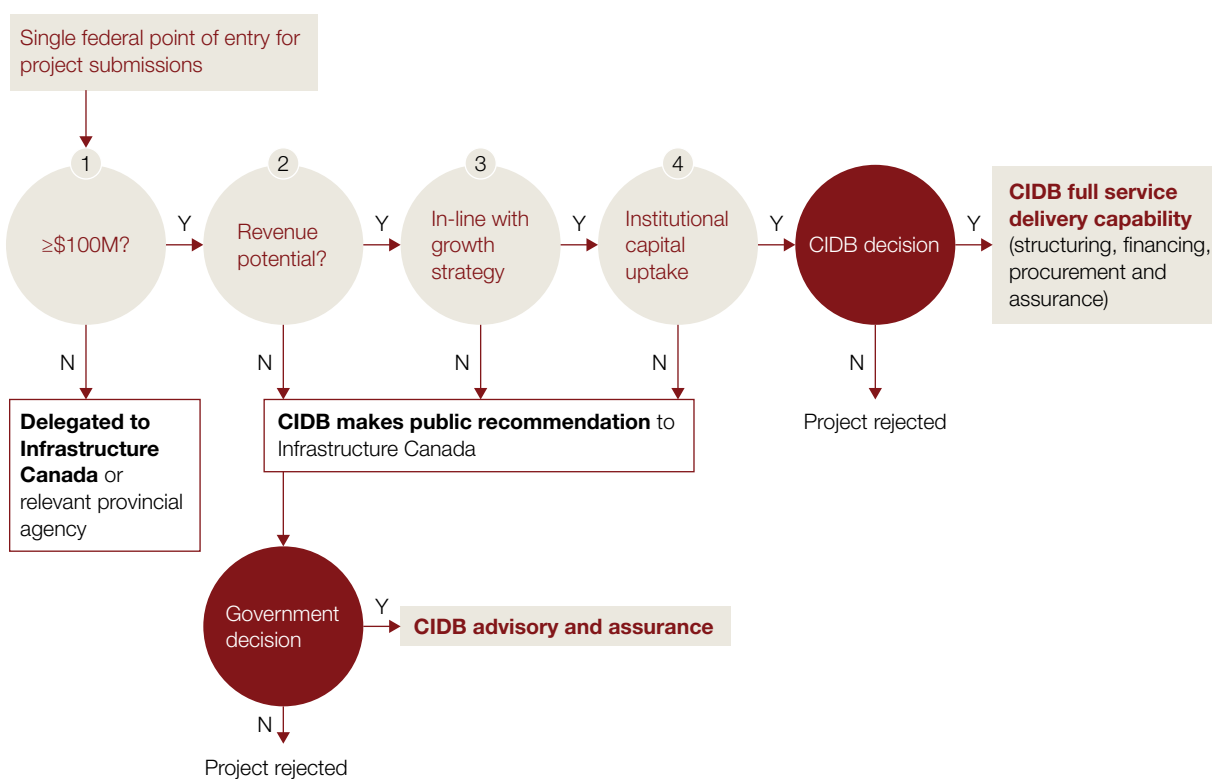 Single federal point of entry for
project submissions
1
2
3
4
≥$100M?
Y
Revenue
potential?
Y
In-line with
growth
strategy
Y
Institutional
capital
uptake
Y
CIDB decision
Y
CIDB full service
delivery capability
(structuring, financing,
procurement and
assurance)
N
N
N
N
N
Delegated to
Infrastructure
Canada or
relevant provincial
agency
CIDB makes public recommendation to
Infrastructure Canada
Project rejected
Government
decision
Y
CIDB advisory and assurance
N
Project rejected